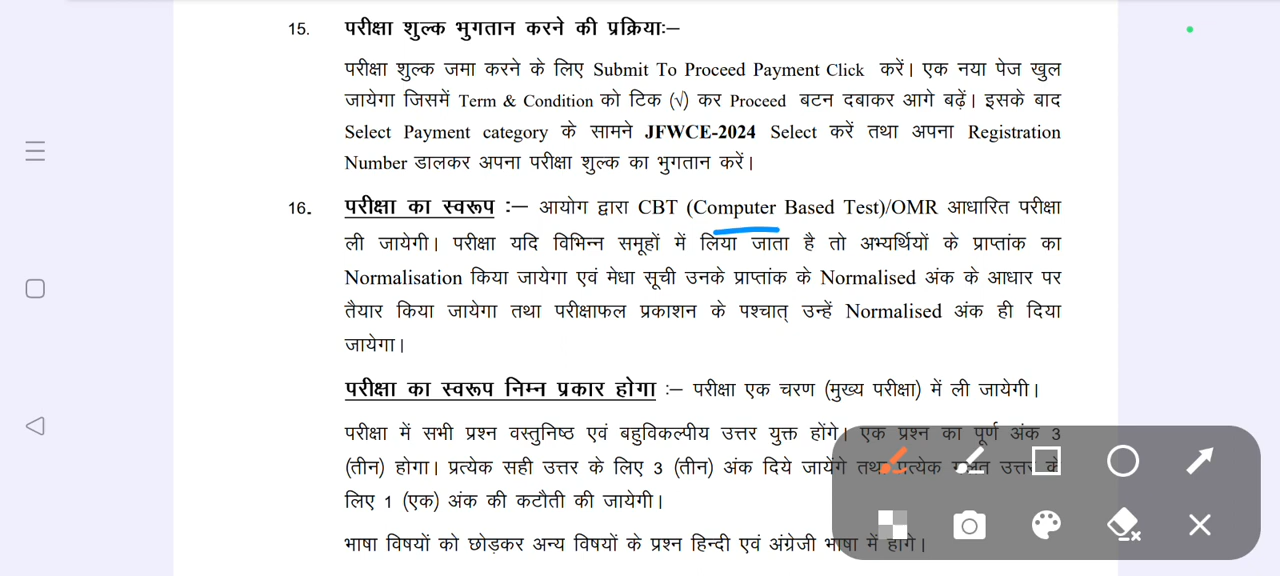 15. परीक्षा शुल्क भुगतान करने की प्रक्रियाः—
परीक्षा शुल्क जमा करने के लिए Submit To Proceed Payment Click करें। एक नया पेज खुल
जायेगा जिसमें Term & Condition को टिक (√) कर Proceed बटन दबाकर आगे बढ़ें। इसके बाद
Select Payment category के सामने JFWCE-2024 Select करें तथा अपना Registration
Number डालकर अपना परीक्षा शुल्क का भुगतान करें।
16. परीक्षा का स्वरूप :— आयोग द्वारा CBT (Computer Based Test)/OMR आधारित परीक्षा
ली जायेगी। परीक्षा यदि विभिन्न समूहों में लिया जाता है तो अभ्यर्थियों के प्राप्तांक का
Normalisation किया जायेगा एवं मेधा सूची उनके प्राप्तांक के Normalised अंक के आधार पर
तैयार किया जायेगा तथा परीक्षाफल प्रकाशन के पश्चात् उन्हें Normalised अंक ही दिया
जायेगा।
परीक्षा का स्वरूप निम्न प्रकार होगा :— परीक्षा एक चरण (मुख्य परीक्षा) में ली जायेगी।
परीक्षा में सभी प्रश्न वस्तुनिष्ठ एवं बहुविकल्पीय उत्तर युक्त होंगे। एक प्रश्न का पूर्ण अंक 3
(तीन) होगा। प्रत्येक सही उत्तर के लिए 3 (तीन) अंक दिये जायेंगे तथा प्रत्येक गलत उत्तर के
लिए 1 (एक) अंक की कटौती की जायेगी।
भाषा विषयों को छोड़कर अन्य विषयों के प्रश्न हिन्दी एवं अंग्रेजी भाषा में होंगे।